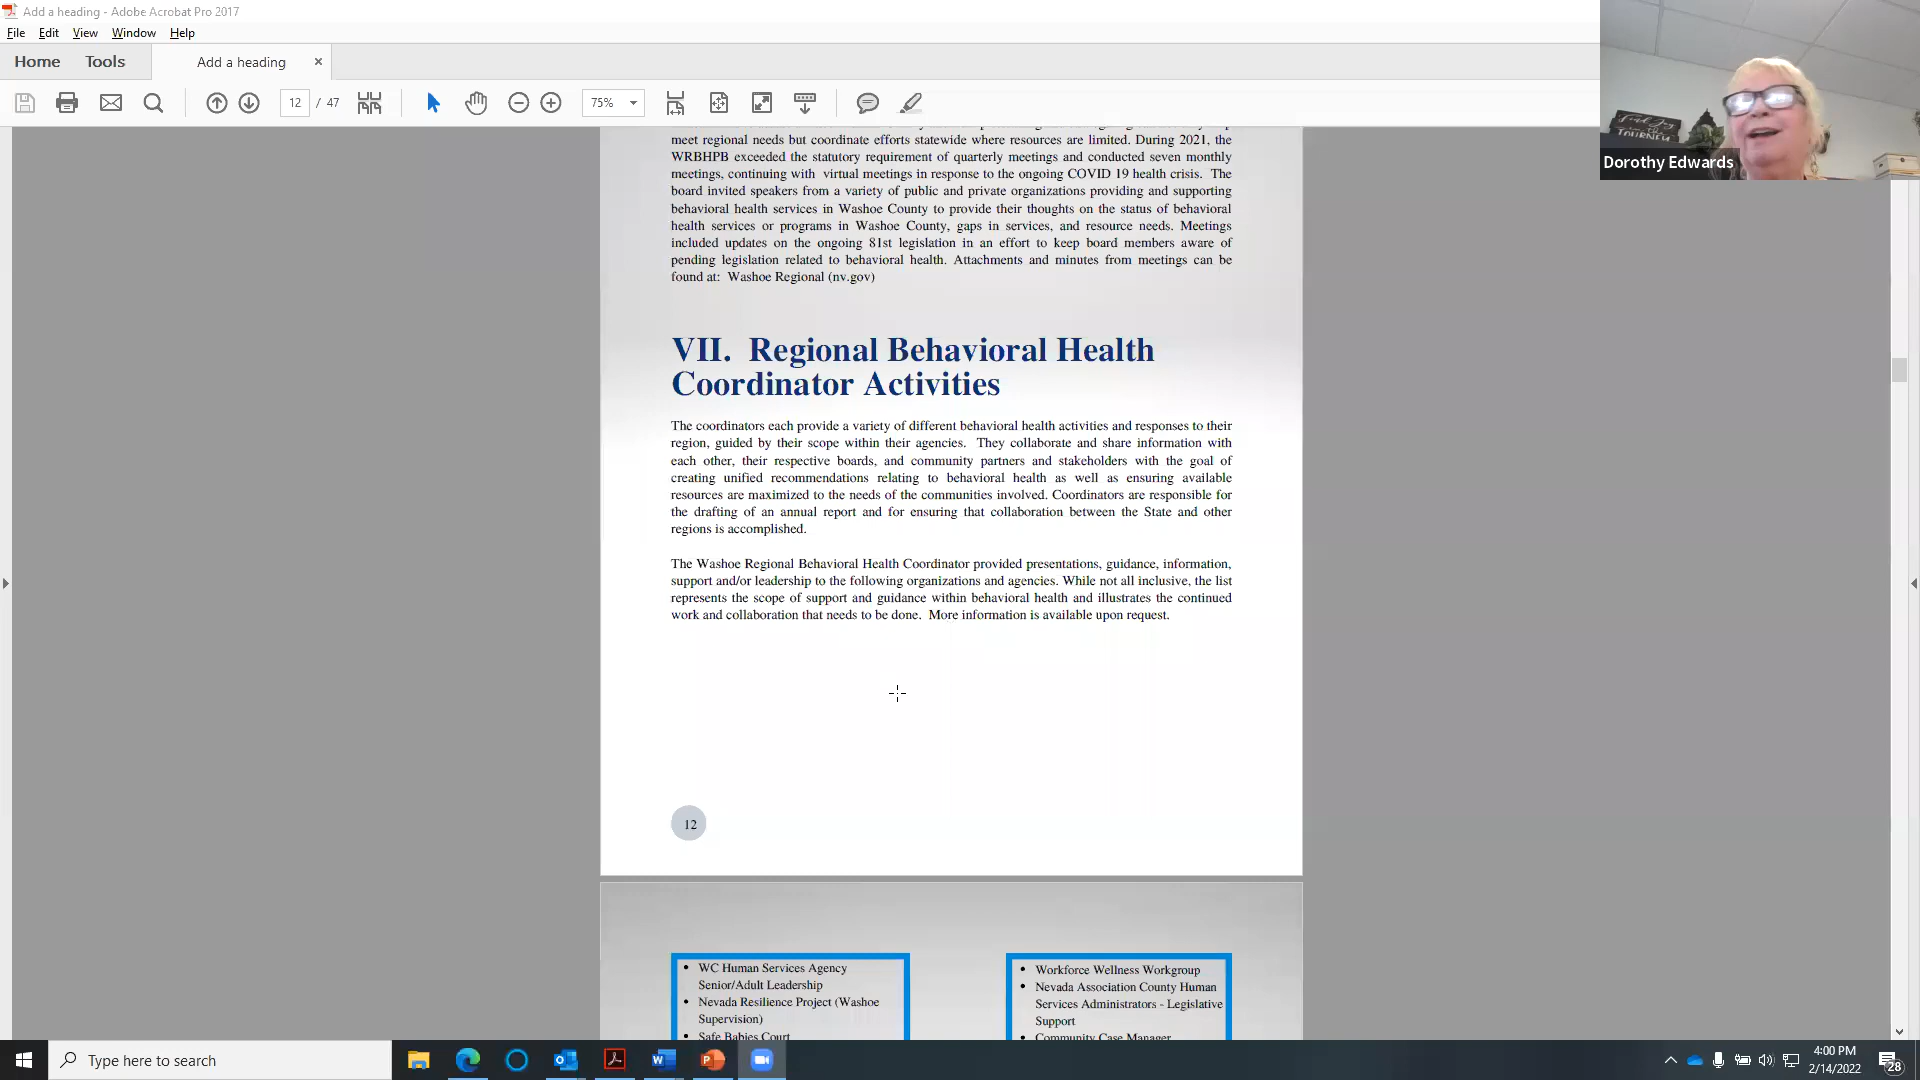 Add a heading - Adobe Acrobat Pro 2017
File Edit View Window Help
Home Tools Add a heading ×
12 / 47 75%
meet regional needs but coordinate efforts statewide where resources are limited. During 2021, the
WRBHPB exceeded the statutory requirement of quarterly meetings and conducted seven monthly
meetings, continuing with virtual meetings in response to the ongoing COVID 19 health crisis. The
board invited speakers from a variety of public and private organizations providing and supporting
behavioral health services in Washoe County to provide their thoughts on the status of behavioral
health services or programs in Washoe County, gaps in services, and resource needs. Meetings
included updates on the ongoing 81st legislation in an effort to keep board members aware of
pending legislation related to behavioral health. Attachments and minutes from meetings can be
found at: Washoe Regional (nv.gov)
VII. Regional Behavioral Health
Coordinator Activities
The coordinators each provide a variety of different behavioral health activities and responses to their
region, guided by their scope within their agencies. They collaborate and share information with
each other, their respective boards, and community partners and stakeholders with the goal of
creating unified recommendations relating to behavioral health as well as ensuring available
resources are maximized to the needs of the communities involved. Coordinators are responsible for
the drafting of an annual report and for ensuring that collaboration between the State and other
regions is accomplished.
The Washoe Regional Behavioral Health Coordinator provided presentations, guidance, information,
support and/or leadership to the following organizations and agencies. While not all inclusive, the list
represents the scope of support and guidance within behavioral health and illustrates the continued
work and collaboration that needs to be done. More information is available upon request.
12
• WC Human Services Agency
Senior/Adult Leadership
• Nevada Resilience Project (Washoe
Supervision)
• Safe Babies Court
• Workforce Wellness Workgroup
• Nevada Association County Human
Services Administrators - Legislative
Support
• Community Case Manager
JOURNEY
Dorothy Edwards
Type here to search
4:00 PM
2/14/2022
28